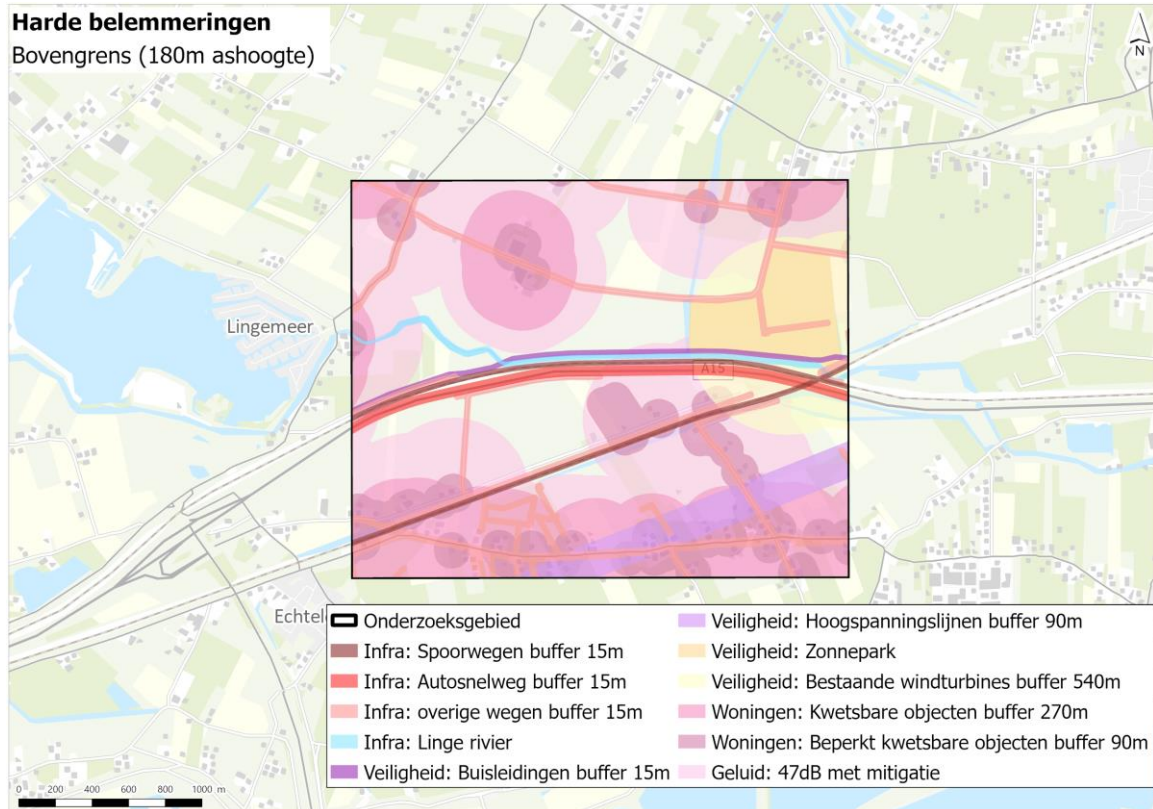 Harde belemmeringen
Bovengrens (180m ashoogte)
N
Lingemeer
A15
Echtel
Onderzoeksgebied
Infra: Spoorwegen buffer 15m
Infra: Autosnelweg buffer 15m
Infra: overige wegen buffer 15m
Infra: Linge rivier
Veiligheid: Buisleidingen buffer 15m
Veiligheid: Hoogspanningslijnen buffer 90m
Veiligheid: Zonnepark
Veiligheid: Bestaande windturbines buffer 540m
Woningen: Kwetsbare objecten buffer 270m
Woningen: Beperkt kwetsbare objecten buffer 90m
Geluid: 47dB met mitigatie
0 200 400 600 800 1000 m